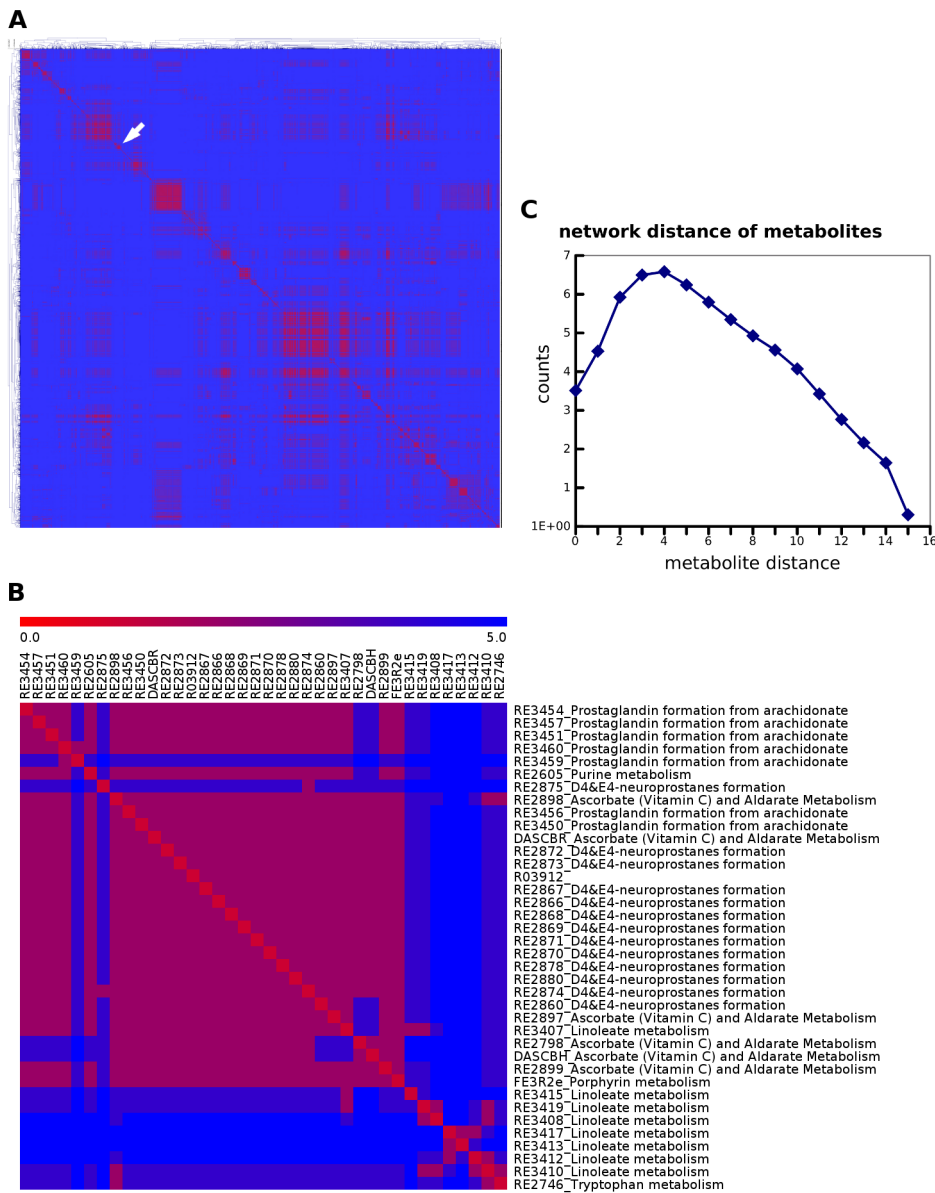 A
C
network distance of metabolites
7
6
5
4
3
2
1
1E+00
counts
0
2
4
6
8
10
12
14
16
metabolite distance
B
0.0
5.0
RE3454
RE3457
RE3451
RE3460
RE3459
RE2605
RE2875
RE2898
RE3456
RE3450
DASCBR
RE2872
RE2873
R03912
RE2867
RE2866
RE2868
RE2869
RE2871
RE2870
RE2878
RE2880
RE2874
RE2860
RE2897
RE3407
RE2798
DASCBH
RE2899
FE3R2e
RE3415
RE3419
RE3408
RE3417
RE3413
RE3412
RE3410
RE2746
RE3454_Prostaglandin formation from arachidonate
RE3457_Prostaglandin formation from arachidonate
RE3451_Prostaglandin formation from arachidonate
RE3460_Prostaglandin formation from arachidonate
RE3459_Prostaglandin formation from arachidonate
RE2605_Purine metabolism
RE2875_D4&E4-neuroprostanes formation
RE2898_Ascorbate (Vitamin C) and Aldarate Metabolism
RE3456_Prostaglandin formation from arachidonate
RE3450_Prostaglandin formation from arachidonate
DASCBR_Ascorbate (Vitamin C) and Aldarate Metabolism
RE2872_D4&E4-neuroprostanes formation
RE2873_D4&E4-neuroprostanes formation
R03912_
RE2867_D4&E4-neuroprostanes formation
RE2866_D4&E4-neuroprostanes formation
RE2868_D4&E4-neuroprostanes formation
RE2869_D4&E4-neuroprostanes formation
RE2871_D4&E4-neuroprostanes formation
RE2870_D4&E4-neuroprostanes formation
RE2878_D4&E4-neuroprostanes formation
RE2880_D4&E4-neuroprostanes formation
RE2874_D4&E4-neuroprostanes formation
RE2860_D4&E4-neuroprostanes formation
RE2897_Ascorbate (Vitamin C) and Aldarate Metabolism
RE3407_Linoleate metabolism
RE2798_Ascorbate (Vitamin C) and Aldarate Metabolism
DASCBH_Ascorbate (Vitamin C) and Aldarate Metabolism
RE2899_Ascorbate (Vitamin C) and Aldarate Metabolism
FE3R2e_Porphyrin metabolism
RE3415_Linoleate metabolism
RE3419_Linoleate metabolism
RE3408_Linoleate metabolism
RE3417_Linoleate metabolism
RE3413_Linoleate metabolism
RE3412_Linoleate metabolism
RE3410_Linoleate metabolism
RE2746_Tryptophan metabolism